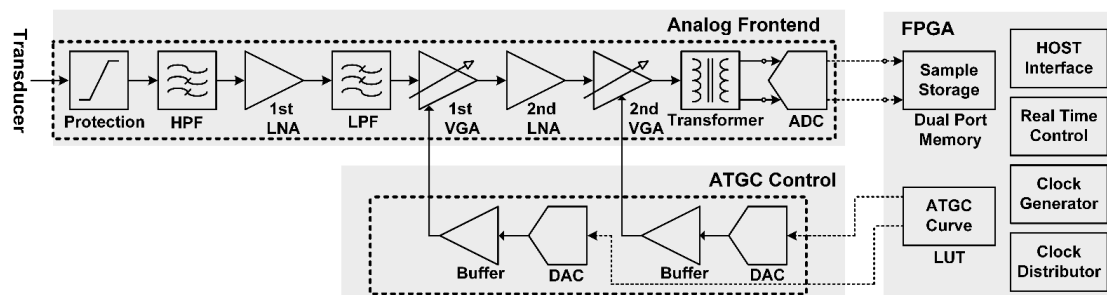 Transducer
Analog Frontend
Protection
HPF
1st
LNA
LPF
1st
VGA
2nd
LNA
2nd
VGA
Transformer
ADC
FPGA
Sample
Storage
Dual Port
Memory
HOST
Interface
Real Time
Control
Clock
Generator
Clock
Distributor
ATGC
Curve
LUT
ATGC Control
Buffer
DAC
Buffer
DAC